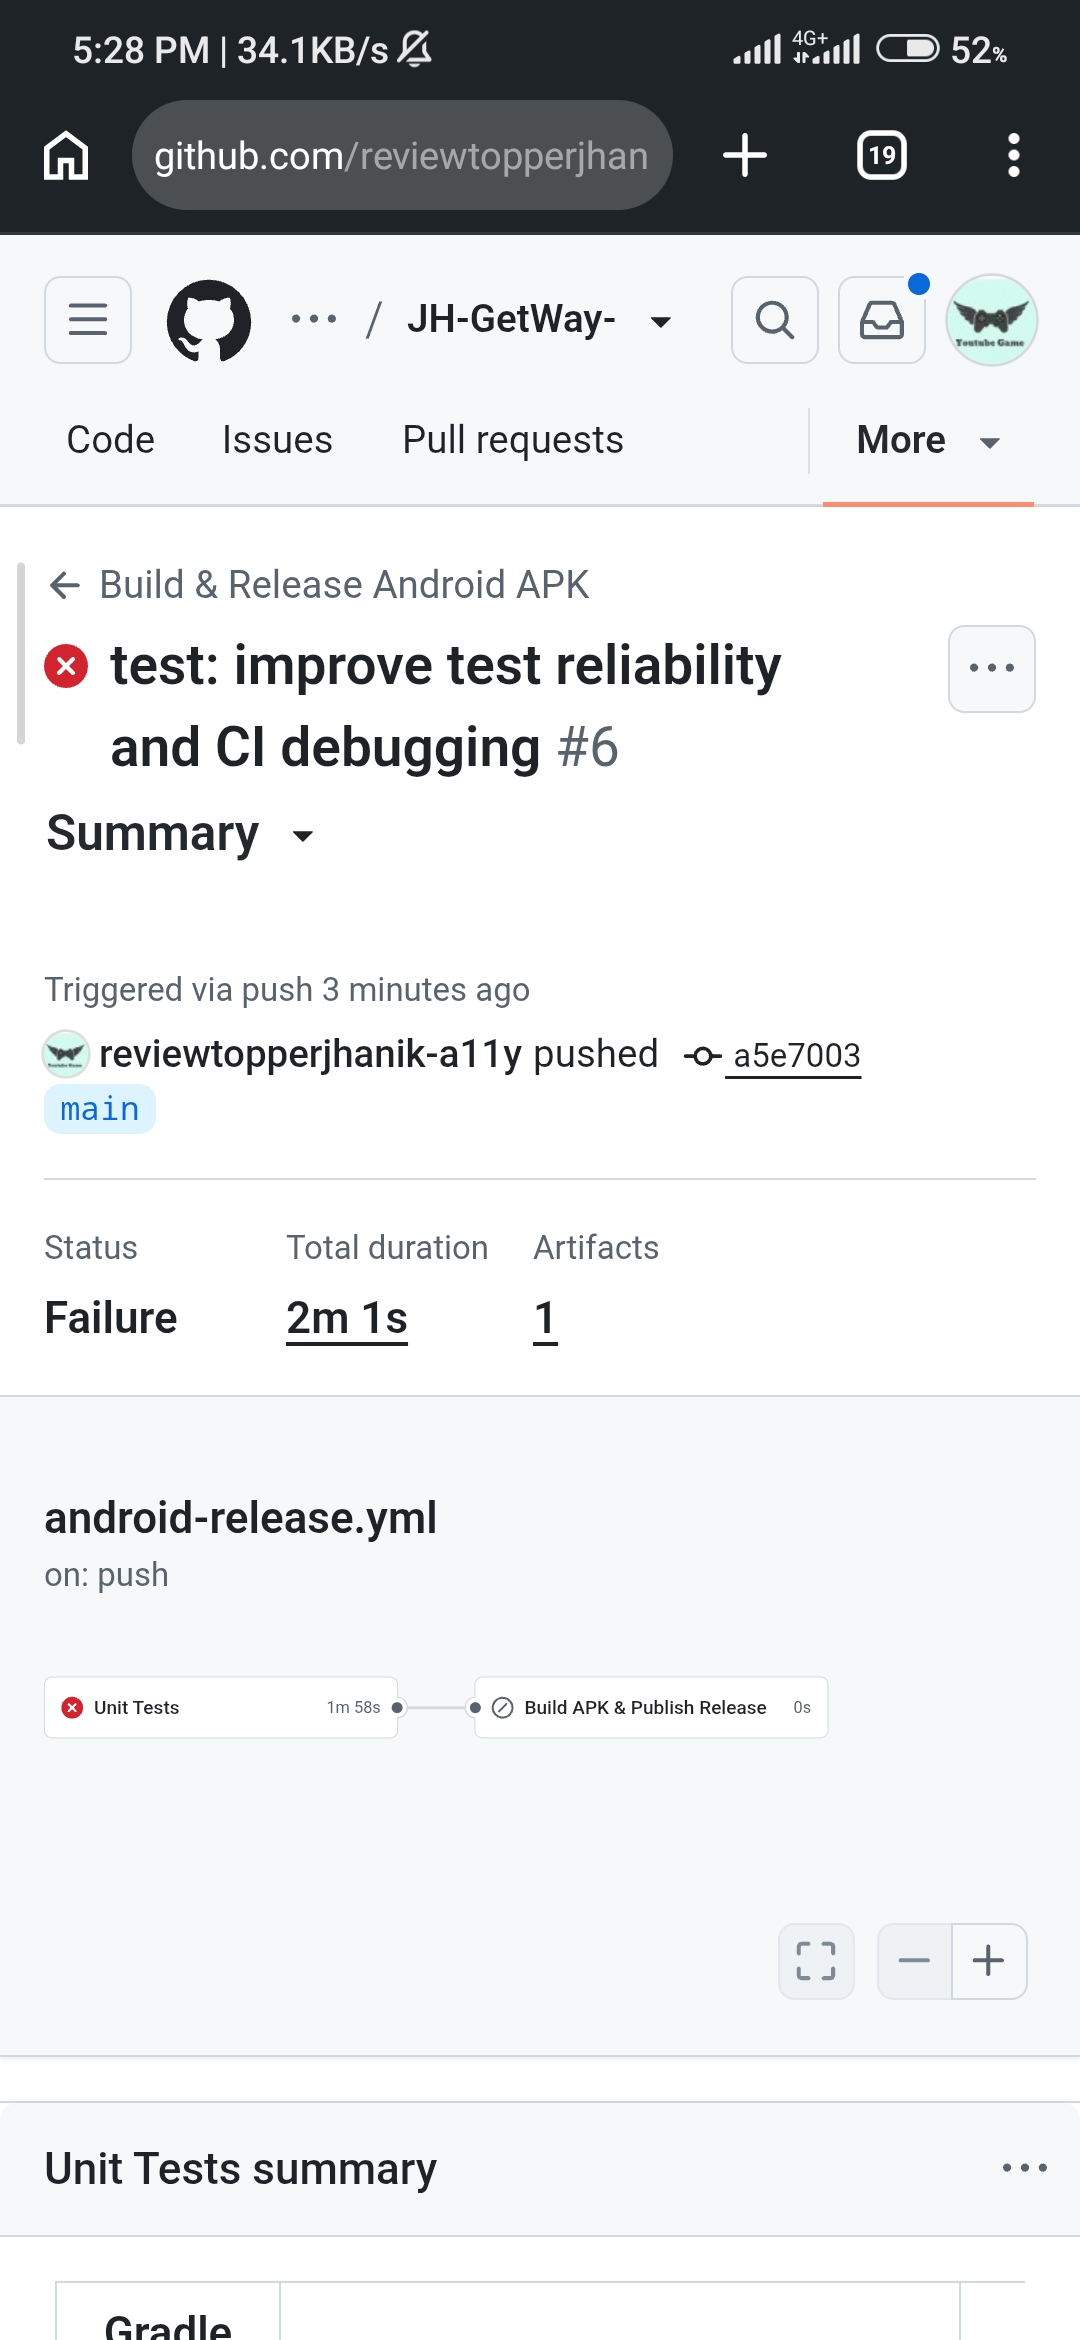 5:28 PM | 34.1KB/s 4G+ 52%
github.com/reviewtopperjhan 19
... / JH-GetWay-
Youtube Game
Code Issues Pull requests More
Build & Release Android APK
test: improve test reliability
and CI debugging #6
Summary
Triggered via push 3 minutes ago
reviewtopperjhanik-a11y pushed a5e7003
main
Status Total duration Artifacts
Failure 2m 1s 1
android-release.yml
on: push
Unit Tests 1m 58s Build APK & Publish Release 0s
Unit Tests summary
Gradle